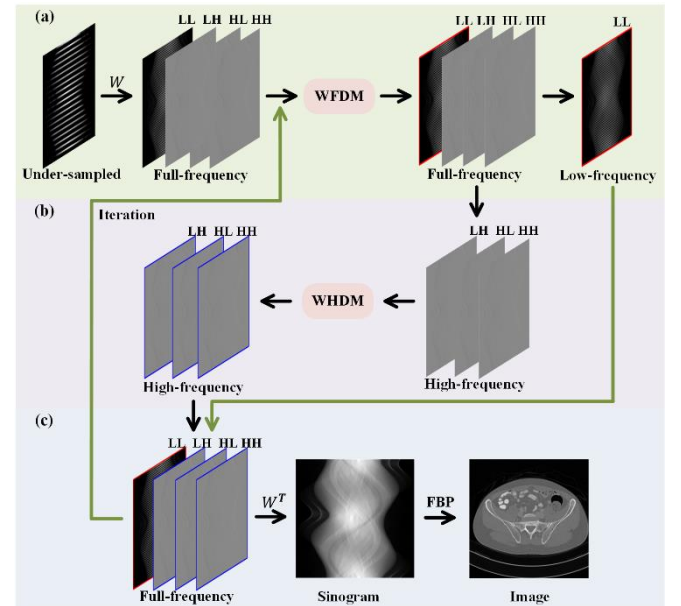 (a)
LL LH HL HH
LL LH HL HH
LL
W
WFDM
Under-sampled
Full-frequency
Full-frequency
Low-frequency
(b)
Iteration
LH HL HH
LH HL HH
WHDM
High-frequency
High-frequency
(c)
LL LH HL HH
W^T
FBP
Full-frequency
Sinogram
Image